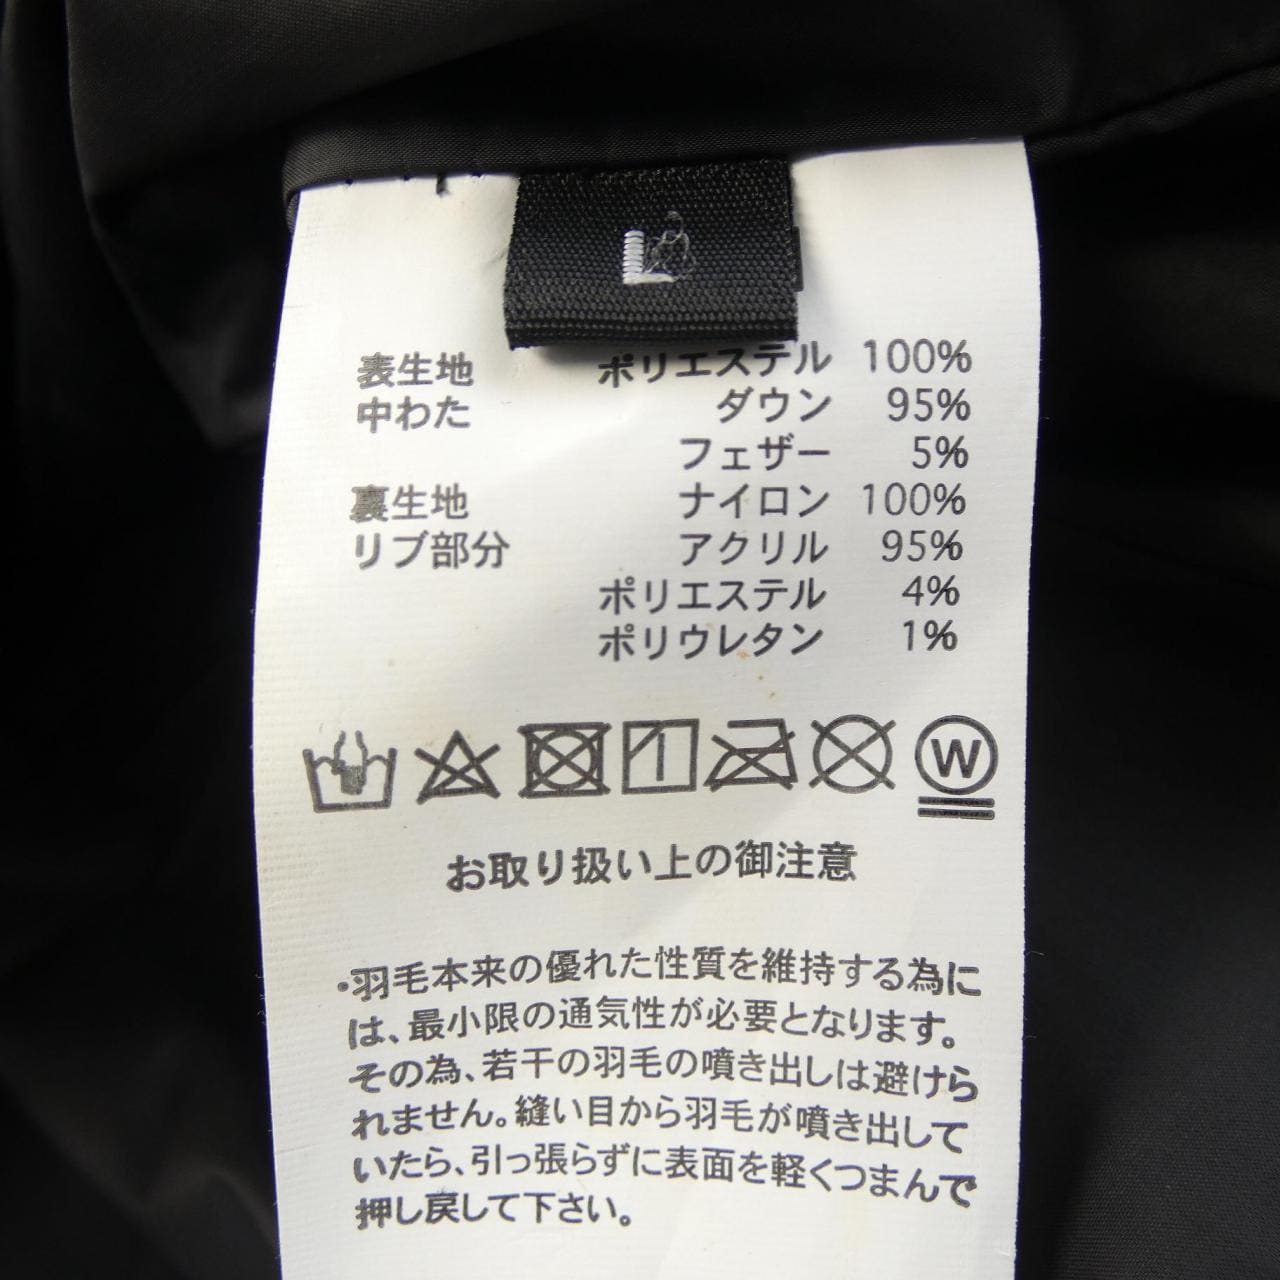 L
表生地 ポリエステル 100%
中わた ダウン 95%
フェザー 5%
裏生地 ナイロン 100%
リブ部分 アクリル 95%
ポリエステル 4%
ポリウレタン 1%
W
お取り扱い上の御注意
・羽毛本来の優れた性質を維持する為に
は、最小限の通気性が必要となります。
その為、若干の羽毛の噴き出しは避けら
れません。縫い目から羽毛が噴き出して
いたら、引っ張らずに表面を軽くつまんで
押し戻して下さい。